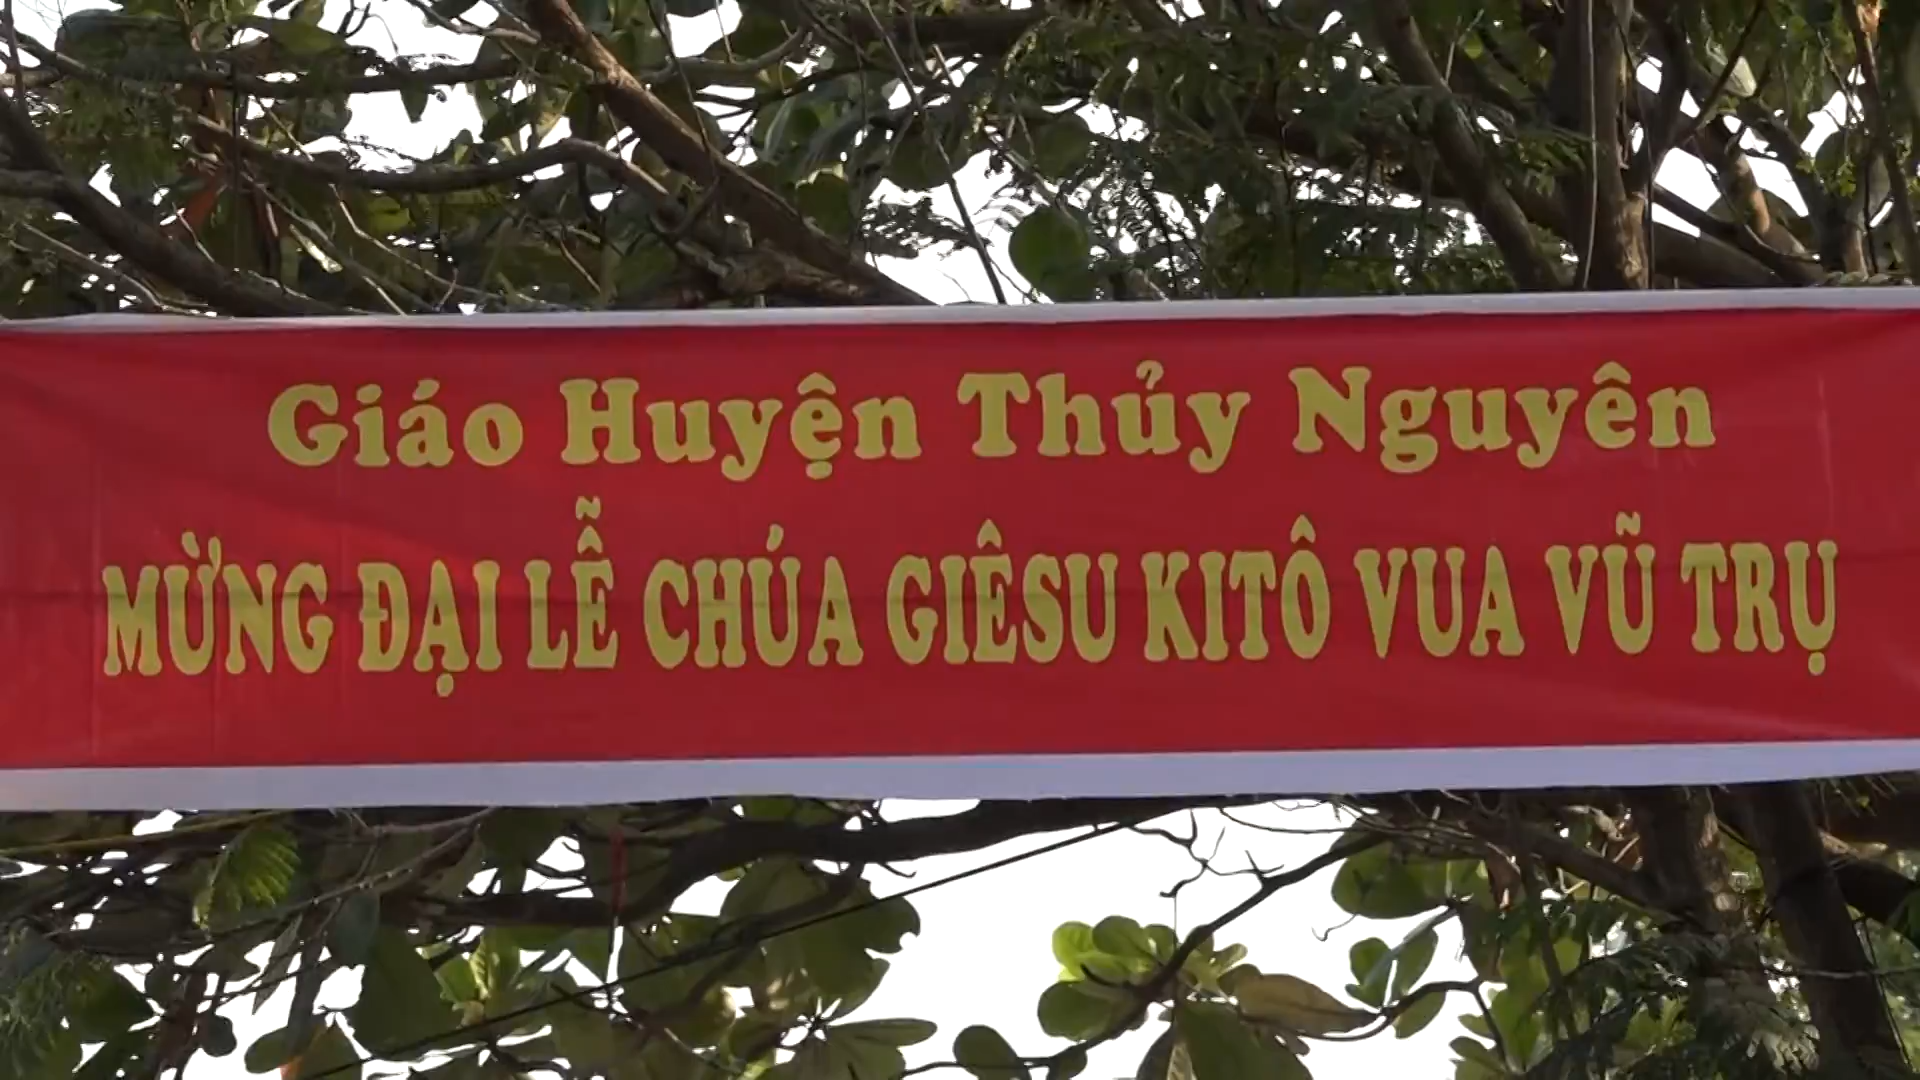 Giáo Huyện Thủy Nguyên
MỪNG ĐẠI LỄ CHÚA GIÊSU KITÔ VUA VŨ TRỤ